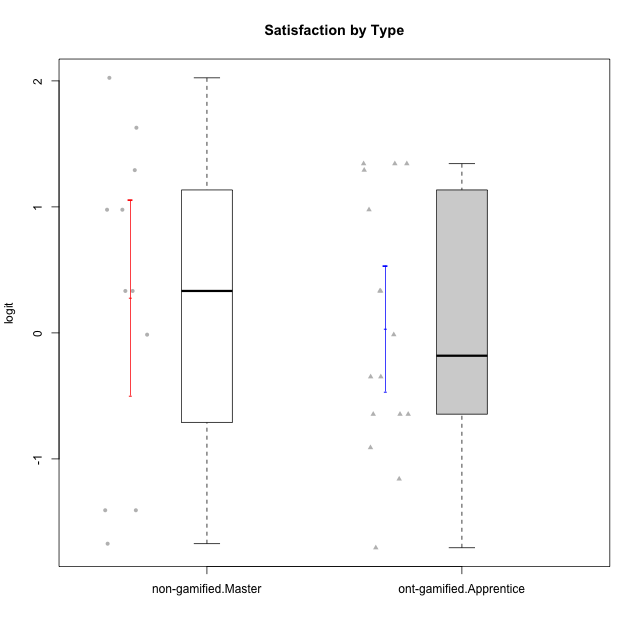 Satisfaction by Type
logit
2
1
0
-1
non-gamified.Master
ont-gamified.Apprentice